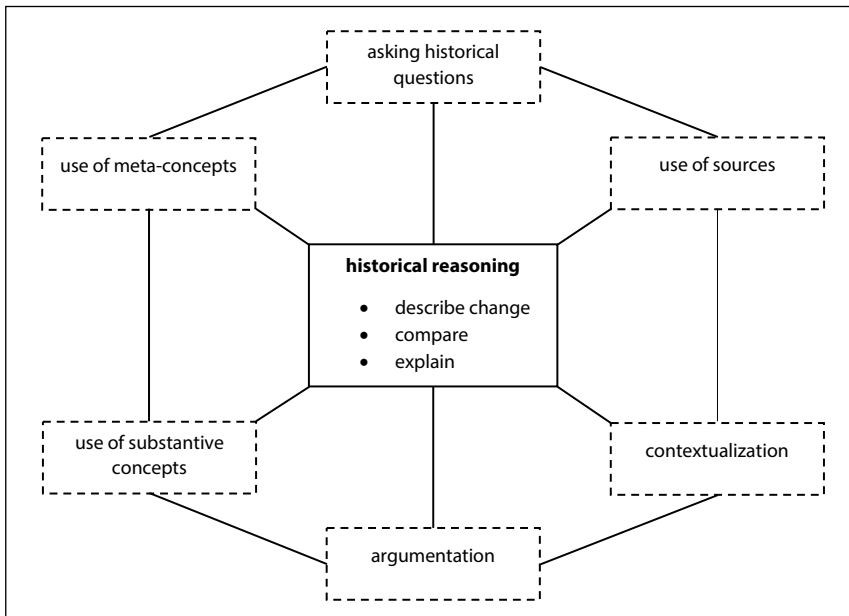 asking historical
questions
use of meta-concepts
use of sources
historical reasoning
• describe change
• compare
• explain
use of substantive
concepts
contextualization
argumentation